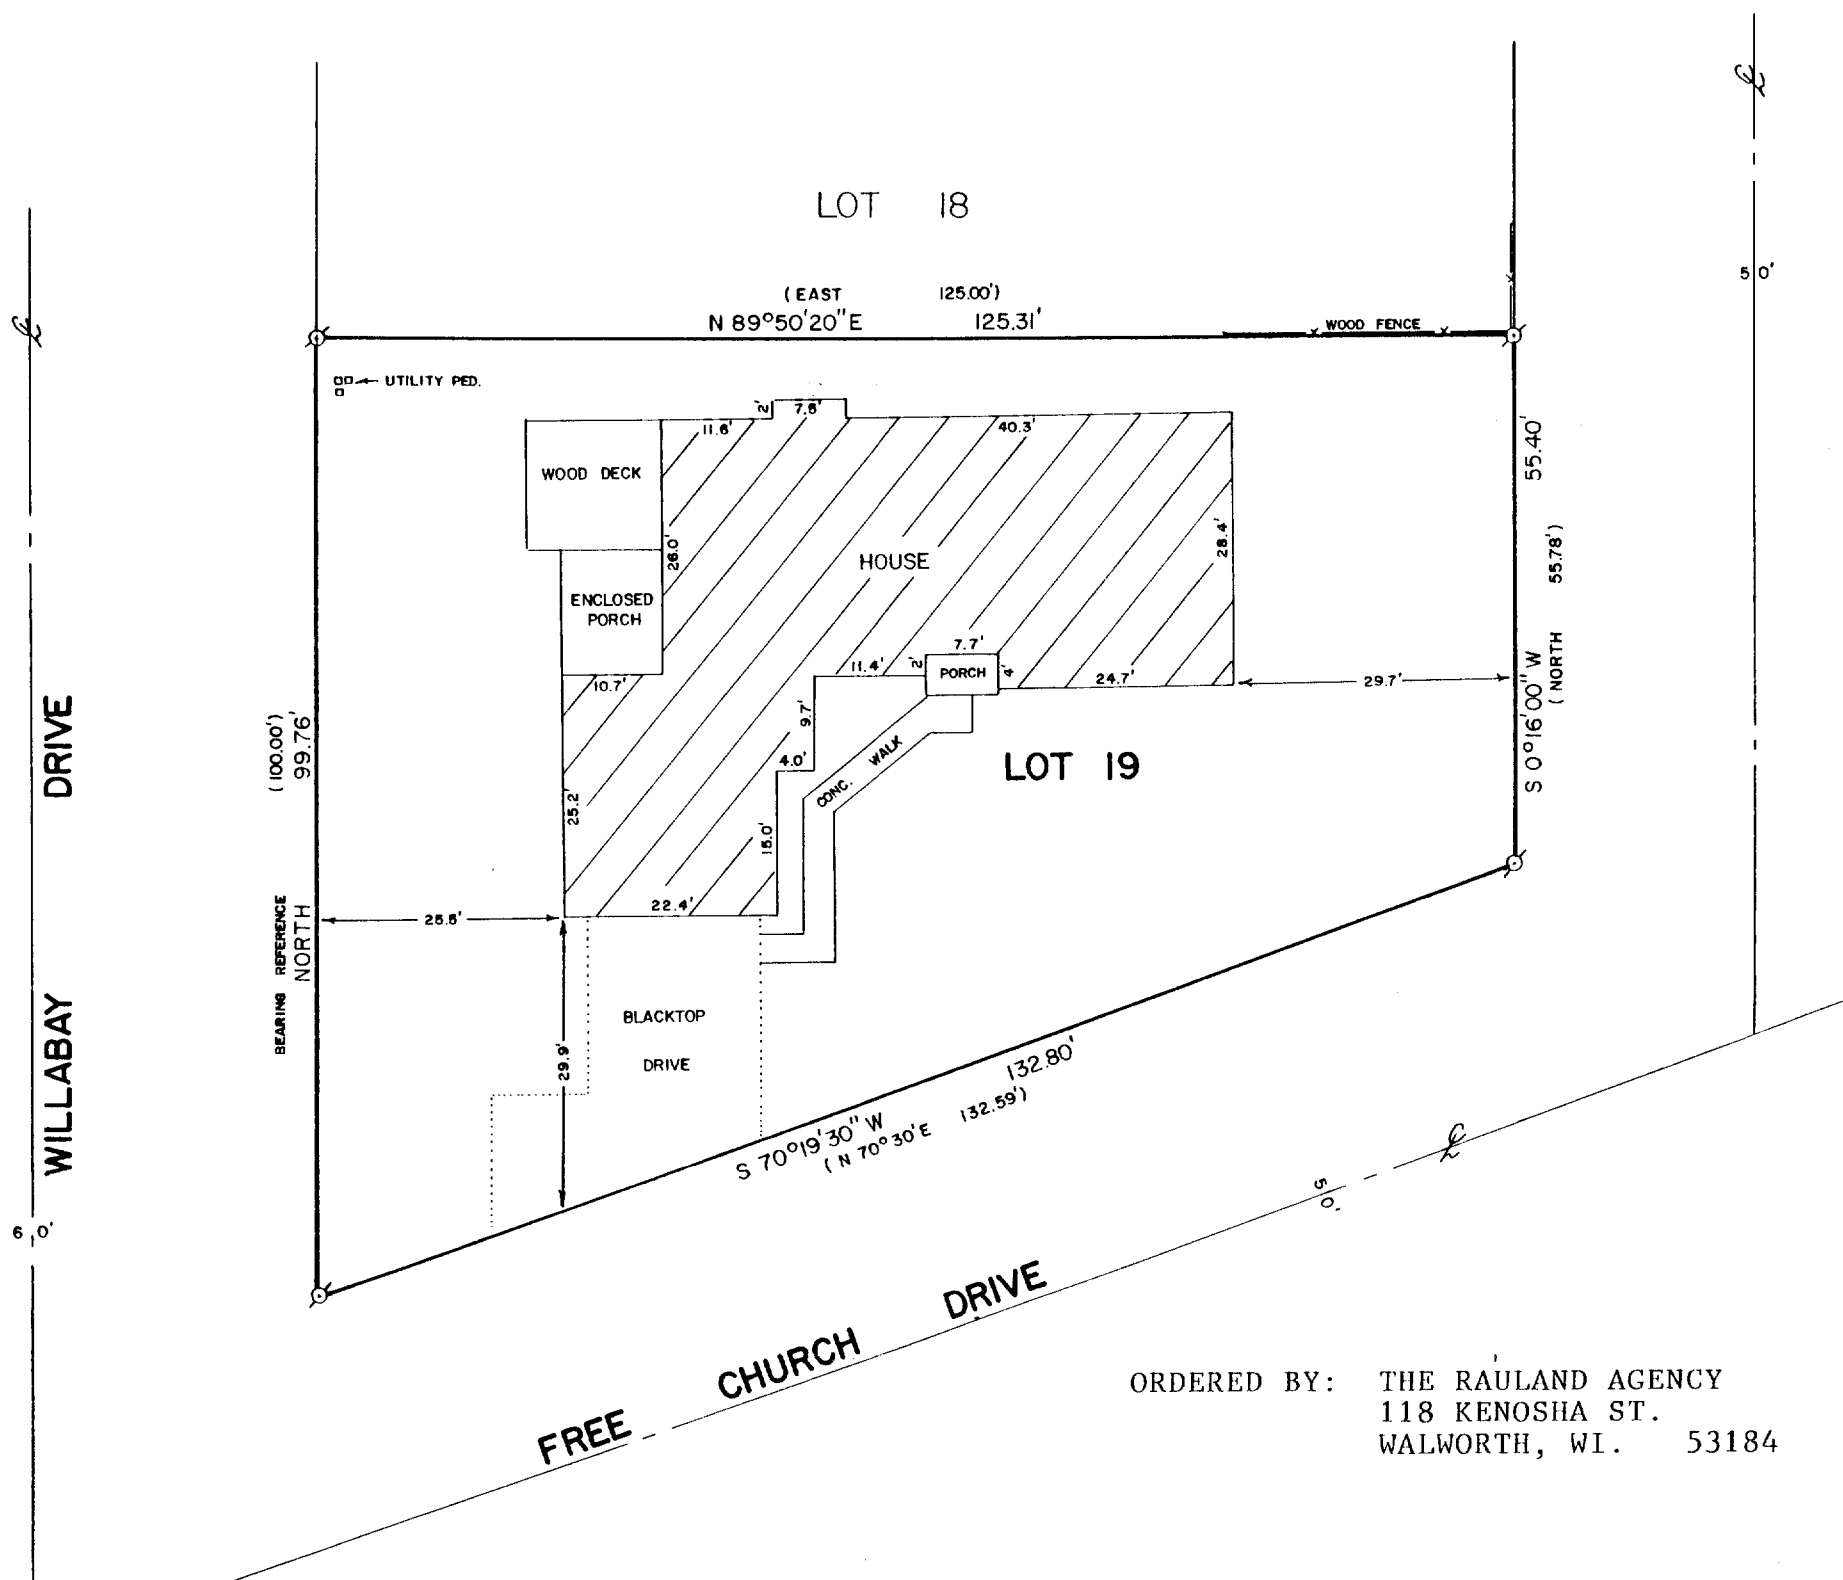 LOT 18
50'
(EAST 125.00')
N 89°50'20" E 125.31'
WOOD FENCE
UTILITY PED.
2'
7.6'
11.6'
40.3'
WOOD DECK
26.0'
HOUSE
28.4'
55.40'
S 0°16'00" W
(NORTH 55.78')
ENCLOSED
PORCH
10.7'
11.4'
2'
7.7'
PORCH
4'
24.7'
29.7'
9.7'
4.0'
CONC. WALK
LOT 19
(100.00')
99.76'
BEARING REFERENCE
NORTH
25.2'
15.0'
22.4'
25.5'
29.9'
BLACKTOP
DRIVE
132.80'
S 70°19'30" W
(N 70°30'E 132.59')
WILLABAY DRIVE
60'
50'
FREE CHURCH DRIVE
ORDERED BY: THE RAULAND AGENCY
118 KENOSHA ST.
WALWORTH, WI. 53184